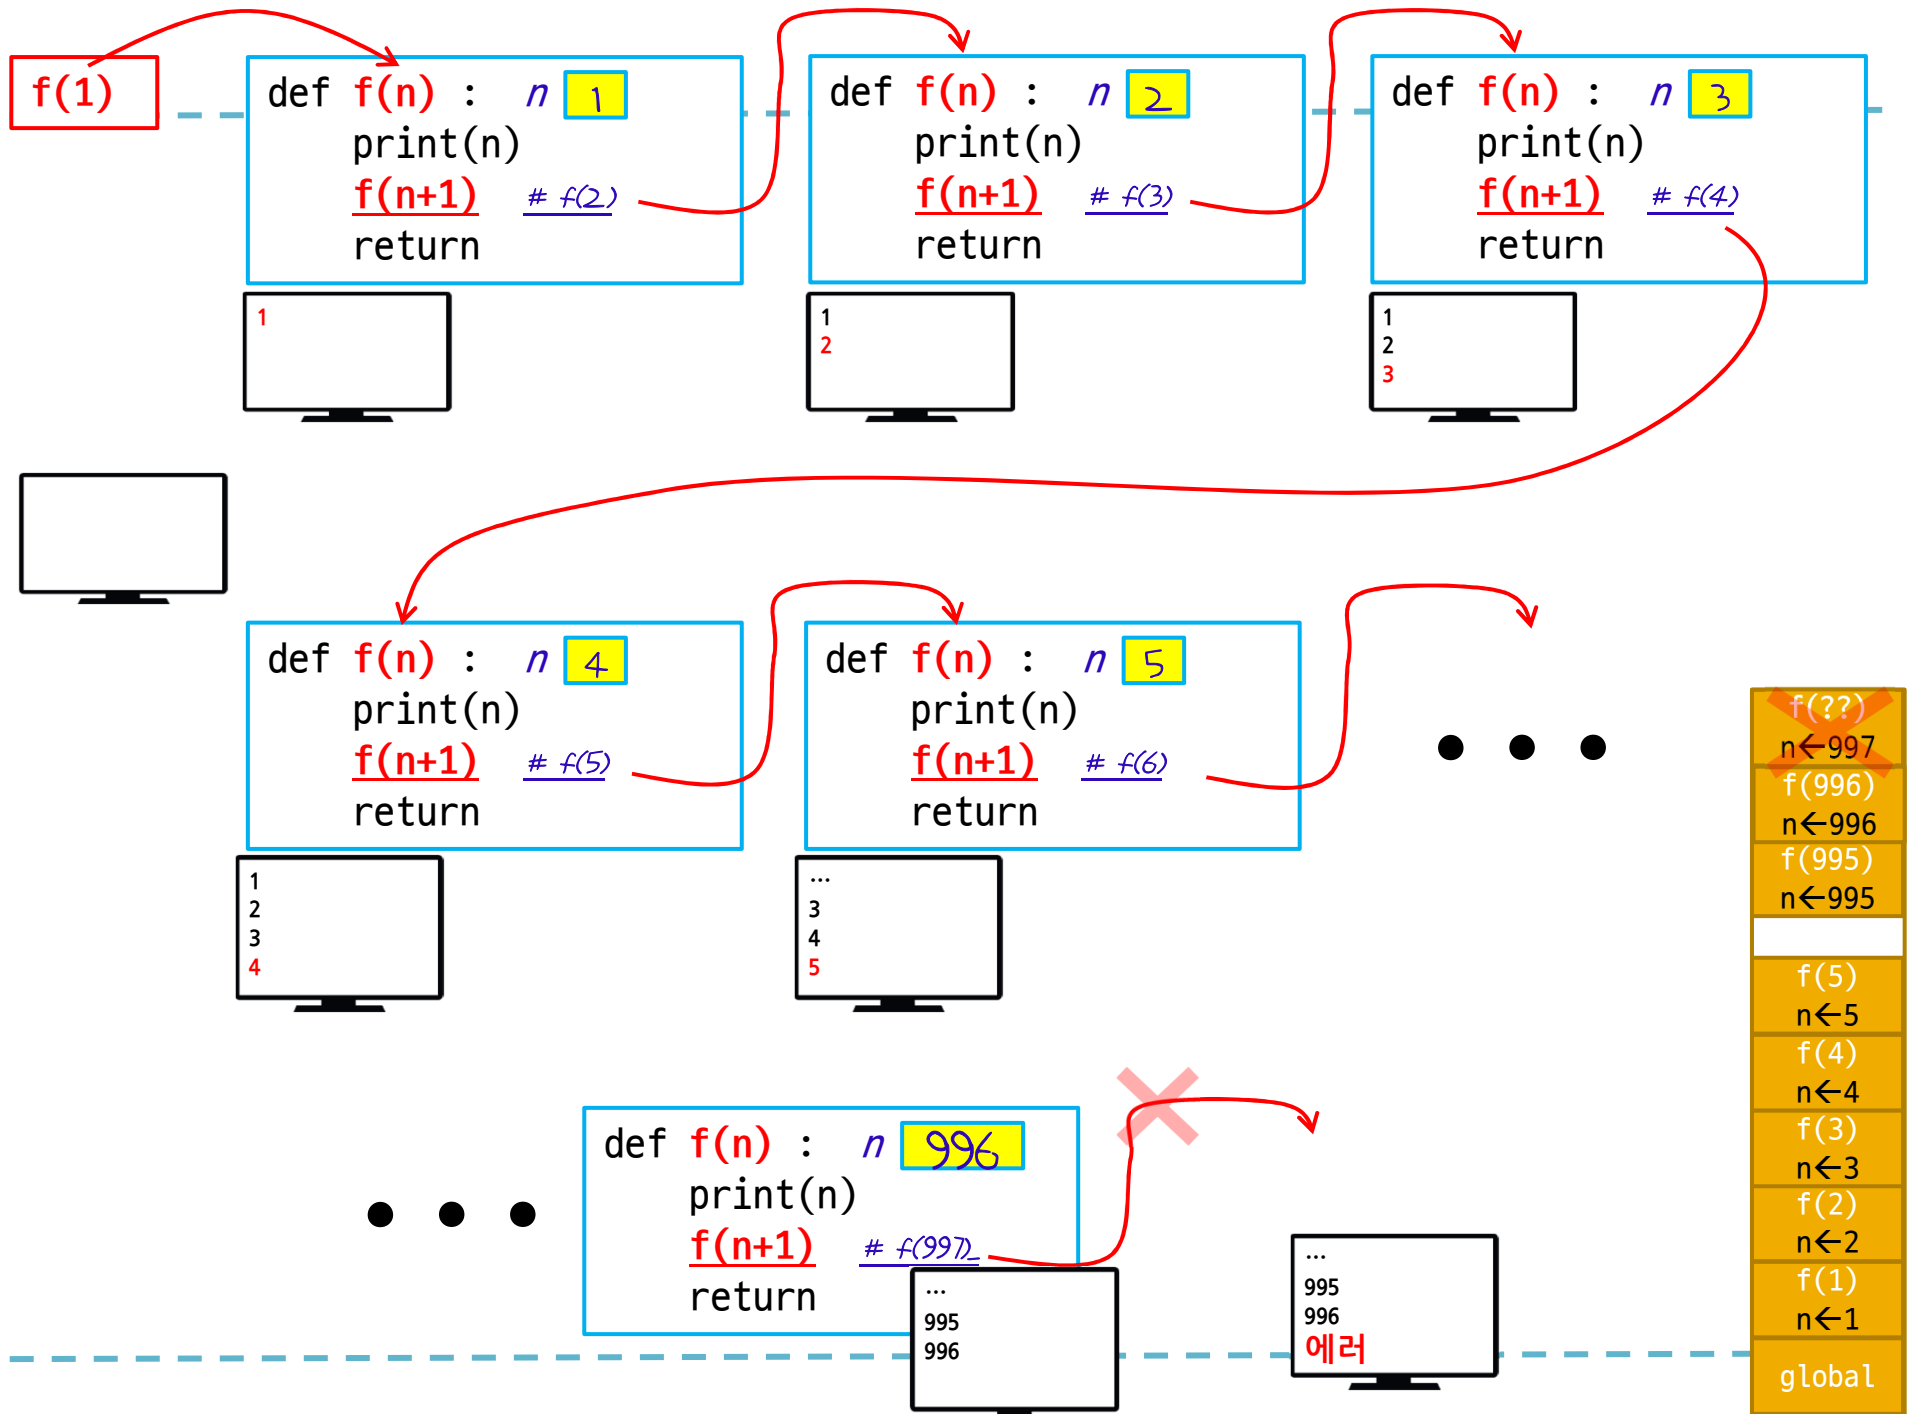 f(1)
def f(n) : n 1
print(n)
f(n+1) # f(2)
return
1
def f(n) : n 2
print(n)
f(n+1) # f(3)
return
1
2
def f(n) : n 3
print(n)
f(n+1) # f(4)
return
1
2
3
def f(n) : n 4
print(n)
f(n+1) # f(5)
return
1
2
3
4
def f(n) : n 5
print(n)
f(n+1) # f(6)
return
...
3
4
5
def f(n) : n 996
print(n)
f(n+1) # f(997)
return
...
995
996
...
995
996
에러
f(??)
n←997
f(996)
n←996
f(995)
n←995
f(5)
n←5
f(4)
n←4
f(3)
n←3
f(2)
n←2
f(1)
n←1
global